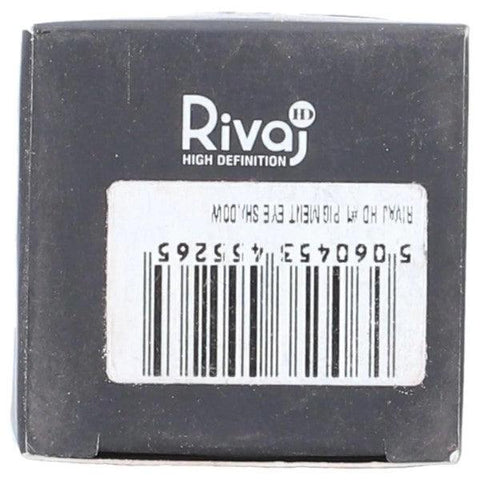 Rivaj HD
HIGH DEFINITION
RIVAJ HD #1 PIGMENT EYE SHADOW
5 060453 455265